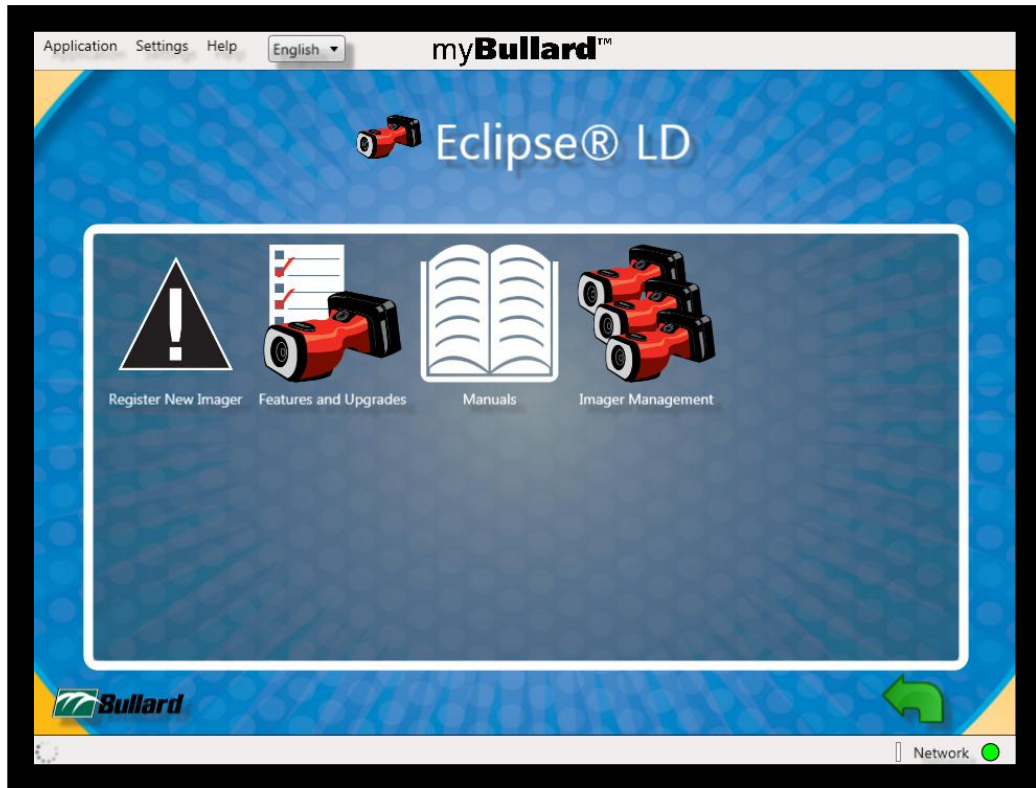 Application Settings Help English myBullard™
Eclipse® LD
Register New Imager Features and Upgrades Manuals Imager Management
Bullard
Network